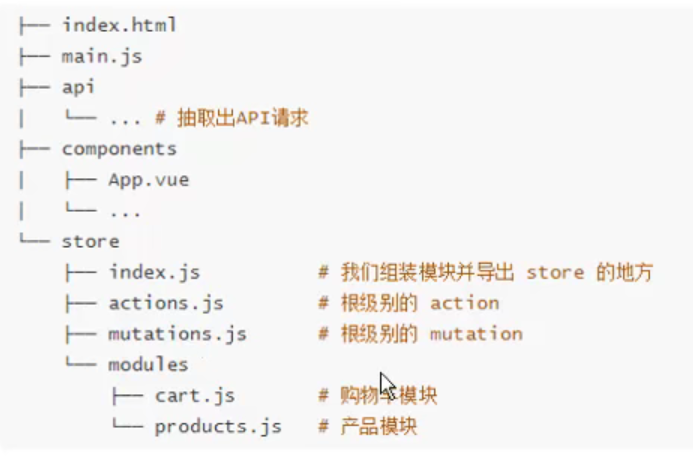 ├── index.html
├── main.js
├── api
│   └── ... # 抽取出API请求
├── components
│   ├── App.vue
│   └── ...
└── store
    ├── index.js          # 我们组装模块并导出 store 的地方
    ├── actions.js        # 根级别的 action
    ├── mutations.js      # 根级别的 mutation
    └── modules
        ├── cart.js       # 购物车模块
        └── products.js   # 产品模块